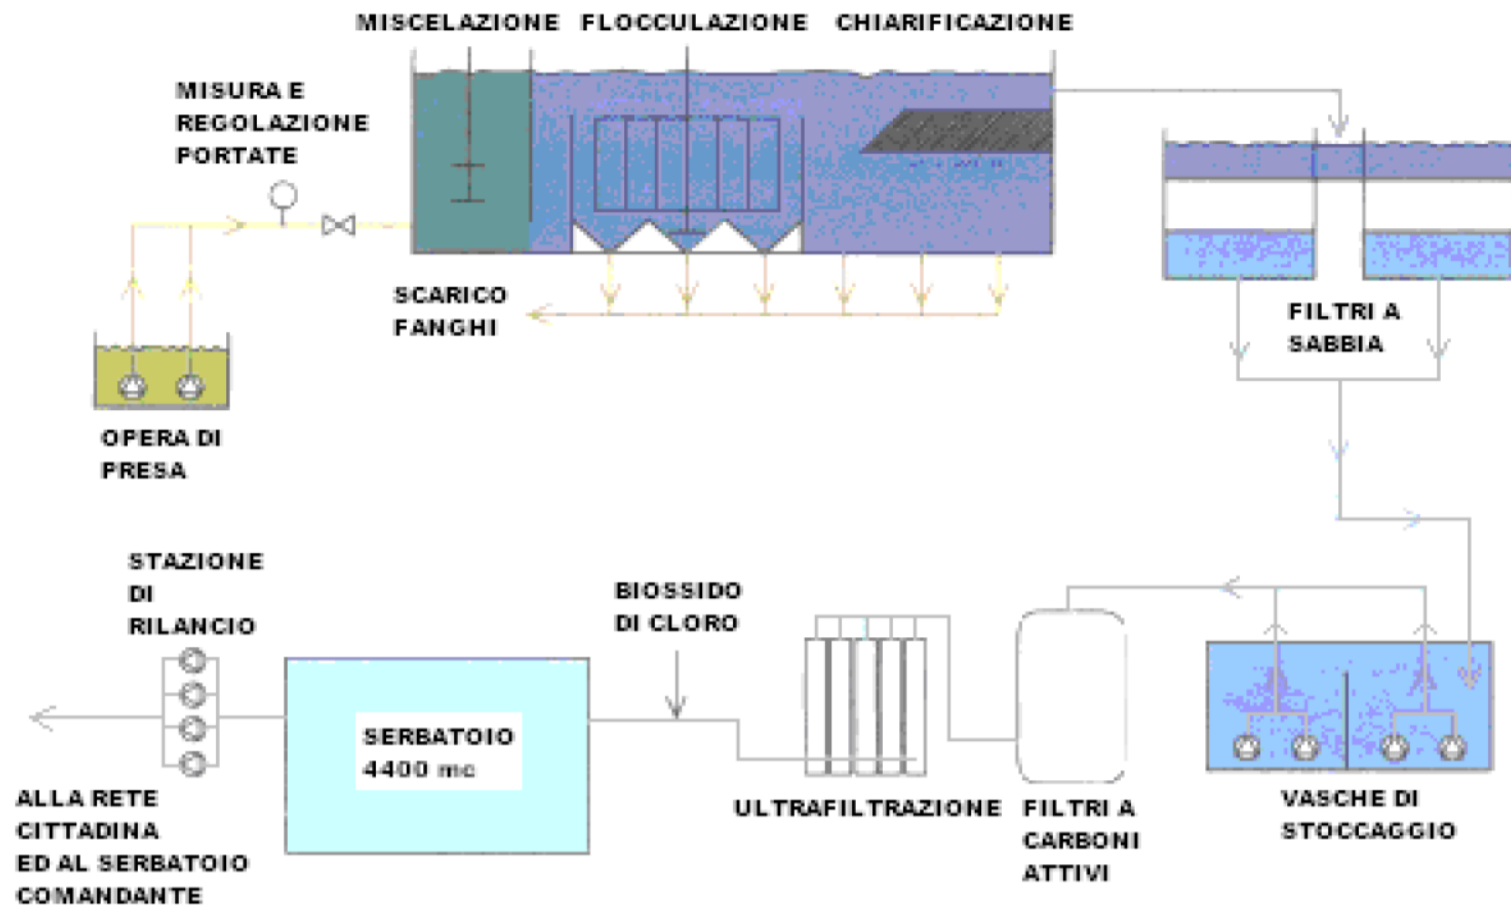 MISCELAZIONE FLOCCULAZIONE CHIARIFICAZIONE
MISURA E
REGOLAZIONE
PORTATE
SCARICO
FANGHI
FILTRI A
SABBIA
OPERA DI
PRESA
STAZIONE
DI
RILANCIO
BIOSSIDO
DI CLORO
SERBATOIO
4400 mc
ALLA RETE
CITTADINA
ED AL SERBATOIO
COMANDANTE
ULTRAFILTRAZIONE
FILTRI A
CARBONI
ATTIVI
VASCHE DI
STOCCAGGIO